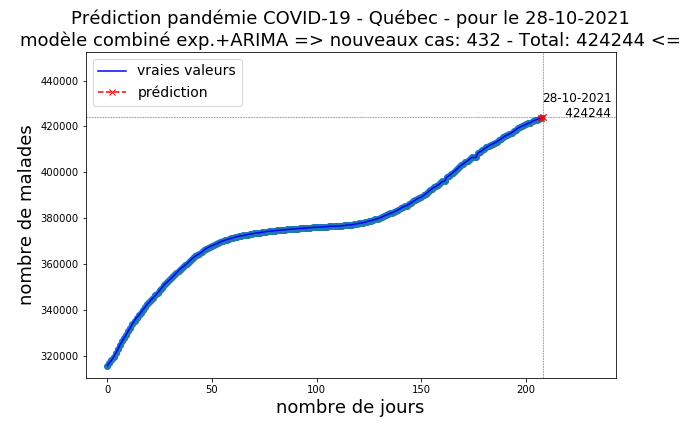 Prédiction pandémie COVID-19 - Québec - pour le 28-10-2021
modèle combiné exp.+ARIMA => nouveaux cas: 432 - Total: 424244 <=
vraies valeurs
prédiction
28-10-2021
424244
nombre de malades
440000
420000
400000
380000
360000
340000
320000
0 50 100 150 200
nombre de jours